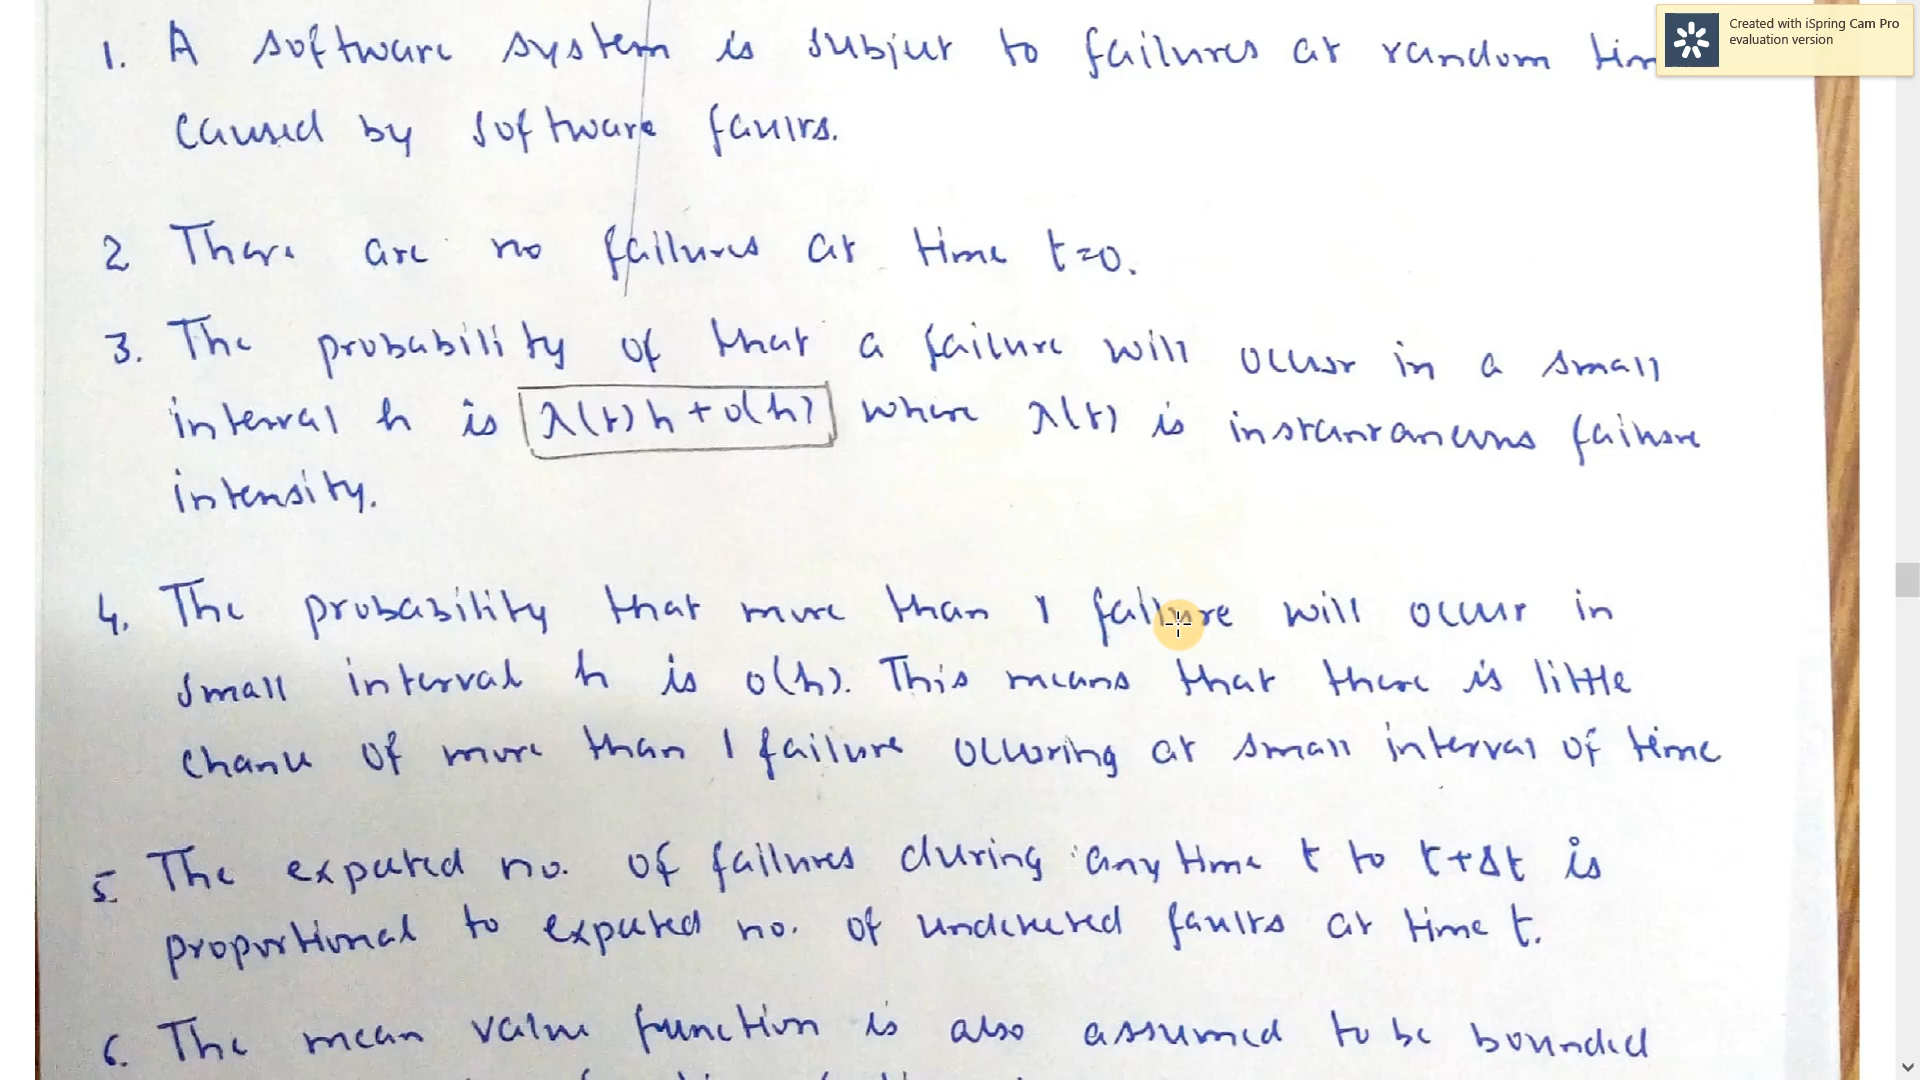 1. A software system is subject to failures at random
caused by software faults.
2 There are no failures at time t=0.
3. The probability of that a failure will occur in a small
interval h is λ(t)h + o(h) where λ(t) is instantaneous failure
intensity.
4. The probability that more than 1 failure will occur in
small interval h is o(h). This means that there is little
chance of more than 1 failure occuring at small interval of time
5. The expected no. of failures during any time t to t+Δt is
proportional to expected no. of undetected faults at time t.
6. The mean value function is also assumed to be bounded
Created with iSpring Cam Pro
evaluation version